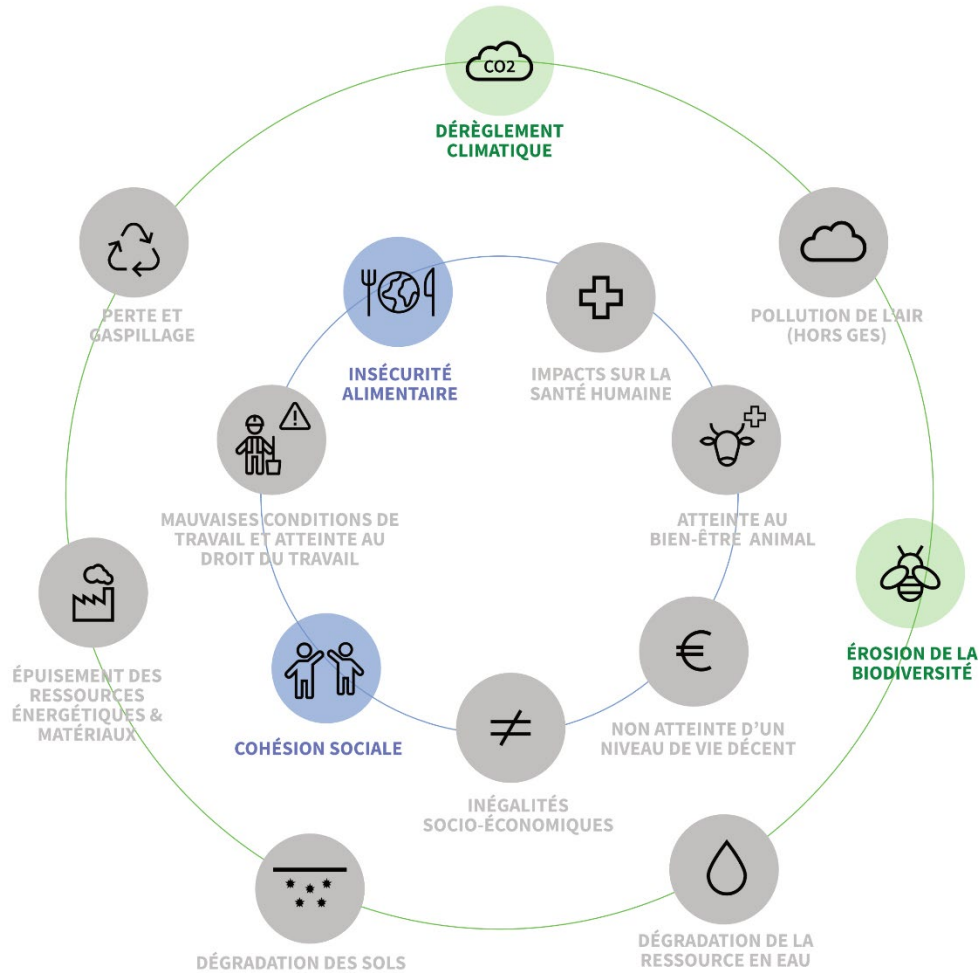 CO2
DÉRÈGLEMENT
CLIMATIQUE
PERTE ET
GASPILLAGE
POLLUTION DE L'AIR
(HORS GES)
INSÉCURITÉ
ALIMENTAIRE
IMPACTS SUR LA
SANTÉ HUMAINE
MAUVAISES CONDITIONS DE
TRAVAIL ET ATTEINTE AU
DROIT DU TRAVAIL
ATTEINTE AU
BIEN-ÊTRE ANIMAL
ÉPUISEMENT DES
RESSOURCES
ÉNERGÉTIQUES &
MATÉRIAUX
ÉROSION DE LA
BIODIVERSITÉ
COHÉSION SOCIALE
€
NON ATTEINTE D'UN
NIVEAU DE VIE DÉCENT
≠
INÉGALITÉS
SOCIO-ÉCONOMIQUES
DÉGRADATION DES SOLS
DÉGRADATION DE LA
RESSOURCE EN EAU